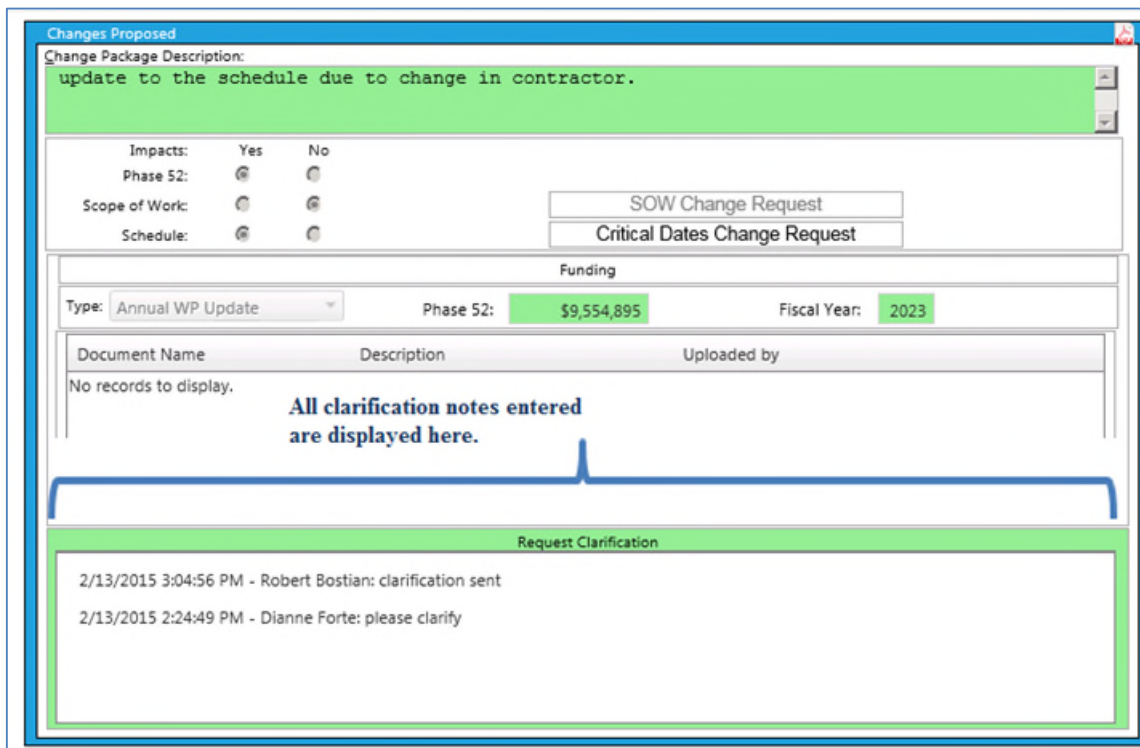 Changes Proposed
Change Package Description:
update to the schedule due to change in contractor.
Impacts: Yes No
Phase 52:
Scope of Work: SOW Change Request
Schedule: Critical Dates Change Request
Funding
Type: Annual WP Update Phase 52: $9,554,895 Fiscal Year: 2023
Document Name Description Uploaded by
No records to display.
All clarification notes entered
are displayed here.
Request Clarification
2/13/2015 3:04:56 PM - Robert Bostian: clarification sent
2/13/2015 2:24:49 PM - Dianne Forte: please clarify